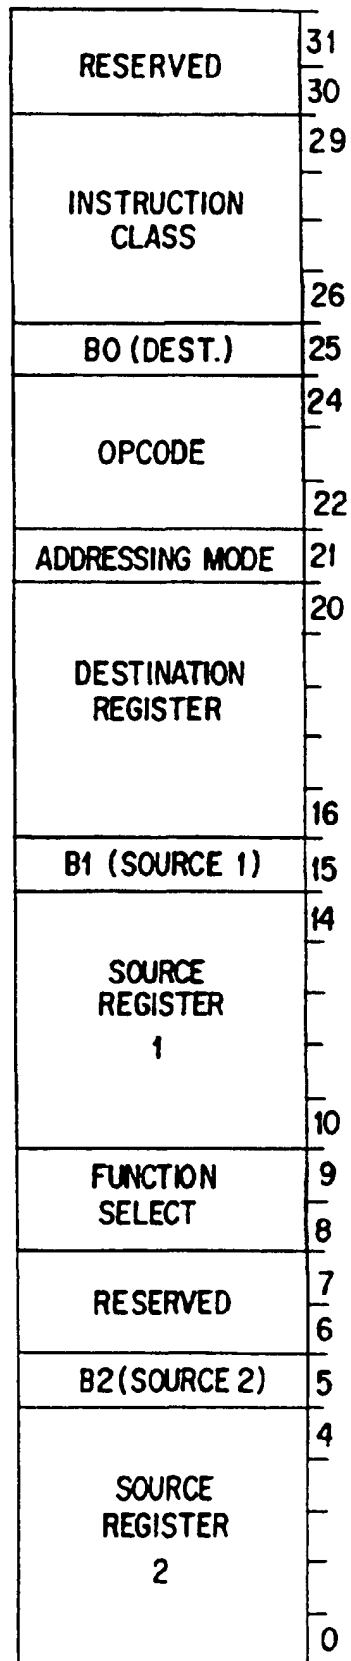 RESERVED
31
30
INSTRUCTION
CLASS
29
26
B0 (DEST.)
25
OPCODE
24
22
ADDRESSING MODE
21
DESTINATION
REGISTER
20
16
B1 (SOURCE 1)
15
SOURCE
REGISTER
1
14
10
FUNCTION
SELECT
9
8
RESERVED
7
6
B2 (SOURCE 2)
5
SOURCE
REGISTER
2
4
0